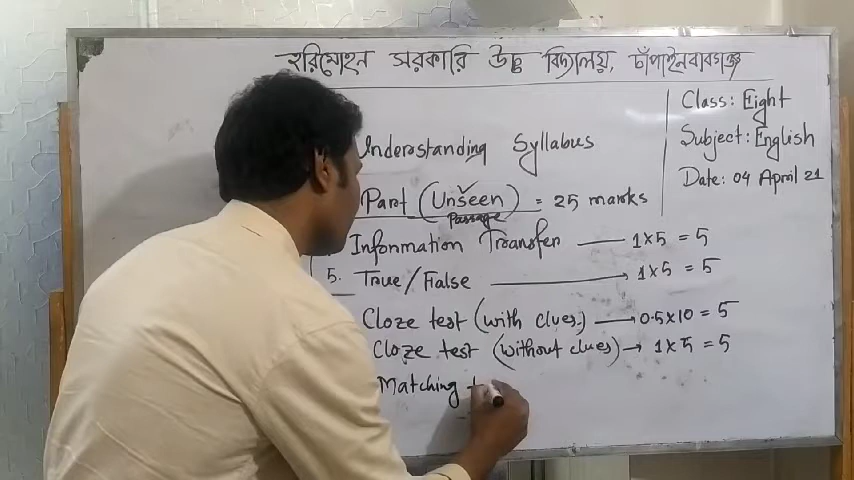 হরিমোহন সরকারি উচ্চ বিদ্যালয়, চাঁপাইনবাবগঞ্জ
Class: Eight
Subject: English
Date: 04 April 21
Understanding Syllabus
Part (Unseen) = 25 marks
Passage
Information Transfer — 1×5 = 5
5. True/False → 1×5 = 5
Cloze test (with clues) → 0.5×10 = 5
Cloze test (without clues) → 1×5 = 5
Matching